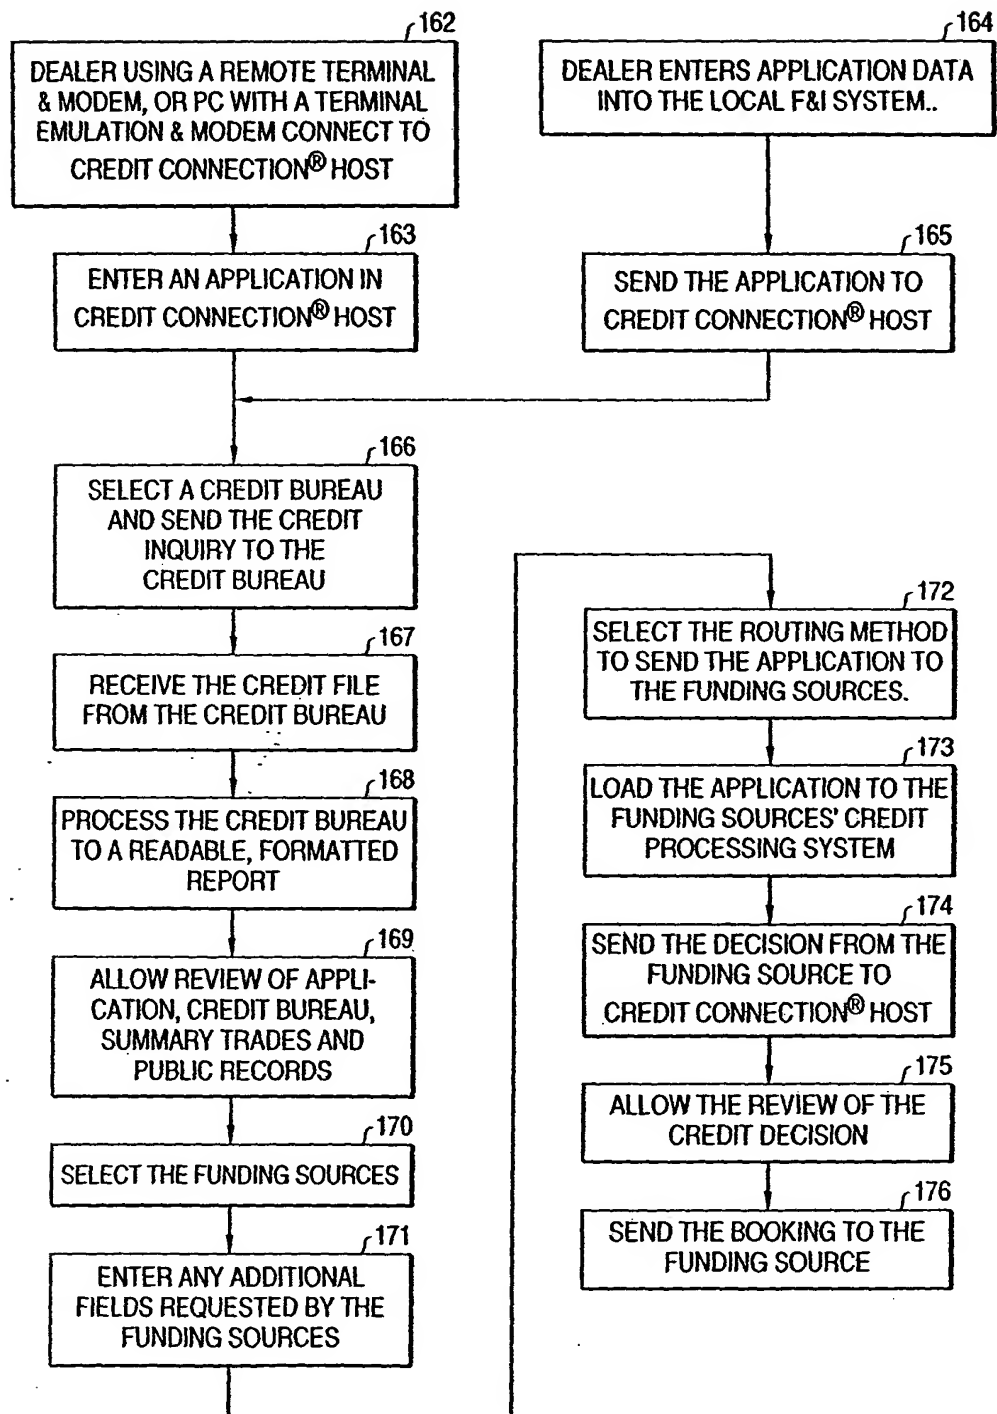 162
DEALER USING A REMOTE TERMINAL
& MODEM, OR PC WITH A TERMINAL
EMULATION & MODEM CONNECT TO
CREDIT CONNECTION® HOST
164
DEALER ENTERS APPLICATION DATA
INTO THE LOCAL F&I SYSTEM..
163
ENTER AN APPLICATION IN
CREDIT CONNECTION® HOST
165
SEND THE APPLICATION TO
CREDIT CONNECTION® HOST
166
SELECT A CREDIT BUREAU
AND SEND THE CREDIT
INQUIRY TO THE
CREDIT BUREAU
167
RECEIVE THE CREDIT FILE
FROM THE CREDIT BUREAU
168
PROCESS THE CREDIT BUREAU
TO A READABLE, FORMATTED
REPORT
169
ALLOW REVIEW OF APPLI-
CATION, CREDIT BUREAU,
SUMMARY TRADES AND
PUBLIC RECORDS
170
SELECT THE FUNDING SOURCES
171
ENTER ANY ADDITIONAL
FIELDS REQUESTED BY THE
FUNDING SOURCES
172
SELECT THE ROUTING METHOD
TO SEND THE APPLICATION TO
THE FUNDING SOURCES.
173
LOAD THE APPLICATION TO THE
FUNDING SOURCES' CREDIT
PROCESSING SYSTEM
174
SEND THE DECISION FROM THE
FUNDING SOURCE TO
CREDIT CONNECTION® HOST
175
ALLOW THE REVIEW OF THE
CREDIT DECISION
176
SEND THE BOOKING TO THE
FUNDING SOURCE